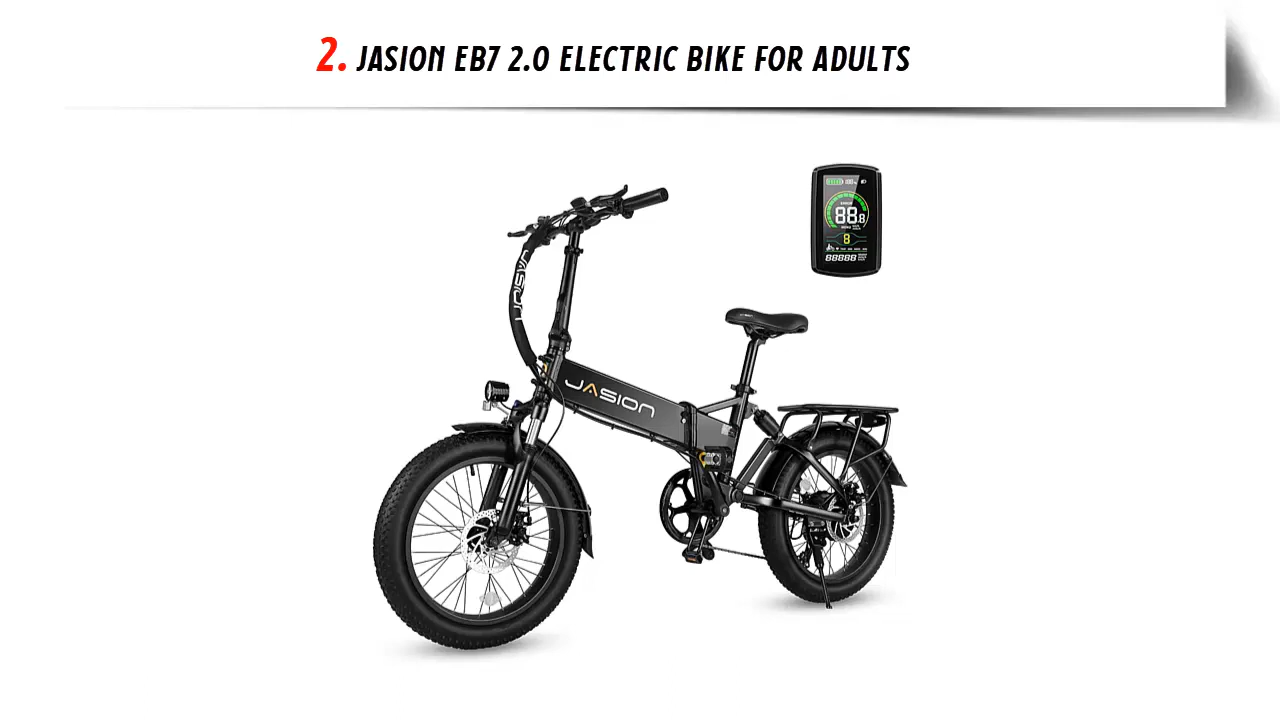 2. JASION EB7 2.0 ELECTRIC BIKE FOR ADULTS
88.8
8
88888
JASION
JASION